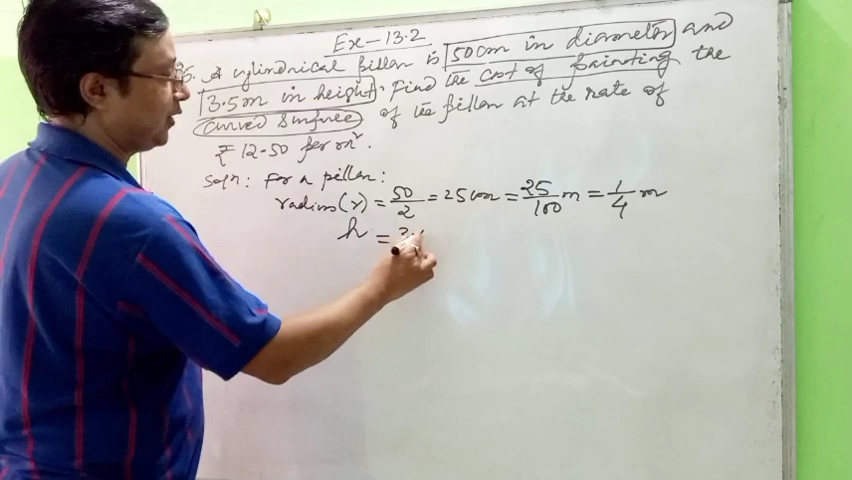 Ex-13.2
5. A cylindrical pillar is 50cm in diameter and
3.5m in height. Find the cost of painting the
curved surface of the pillar at the rate of
₹ 12.50 per m².
Soln: For a pillar:
radius(r) = 50/2 = 25 cm = 25/100 m = 1/4 m
h = 3.